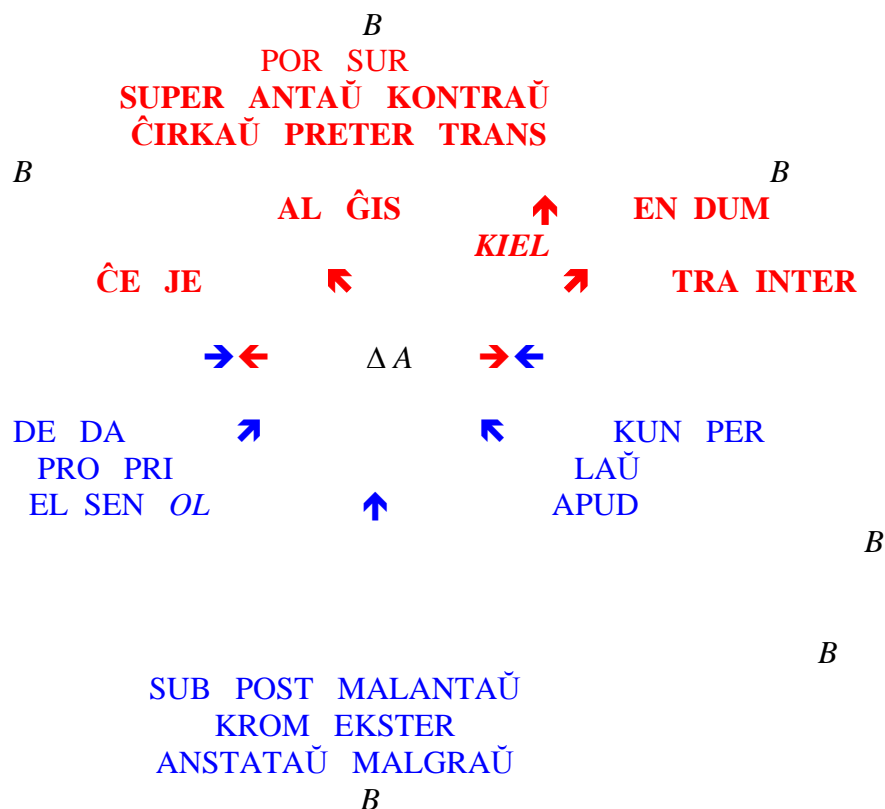 B
POR SUR
SUPER ANTAŬ KONTRAŬ
ĈIRKAŬ PRETER TRANS
B B
AL ĜIS EN DUM
KIEL
ĈE JE TRA INTER
Δ A
DE DA KUN PER
PRO PRI LAŬ
EL SEN OL APUD
B
B
SUB POST MALANTAŬ
KROM EKSTER
ANSTATAŬ MALGRAŬ
B